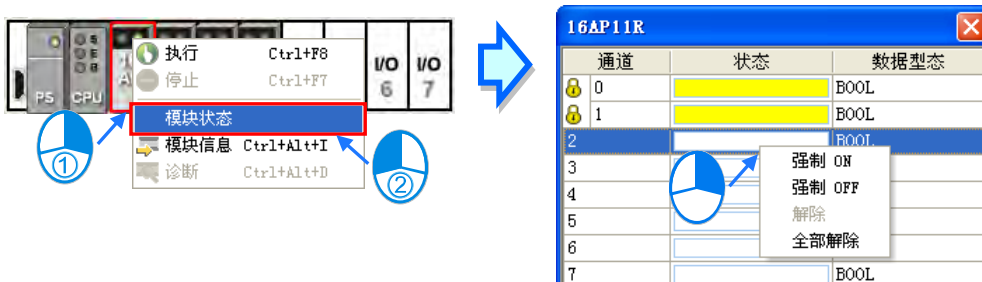 PS
CPU
I/O
6
I/O
7
执行 Ctrl+F8
停止 Ctrl+F7
模块状态
模块信息 Ctrl+Alt+I
诊断 Ctrl+Alt+D
①
②
16AP11R
通道 状态 数据型态
0 BOOL
1 BOOL
2 BOOL
3
4
5
6
7 BOOL
强制 ON
强制 OFF
解除
全部解除